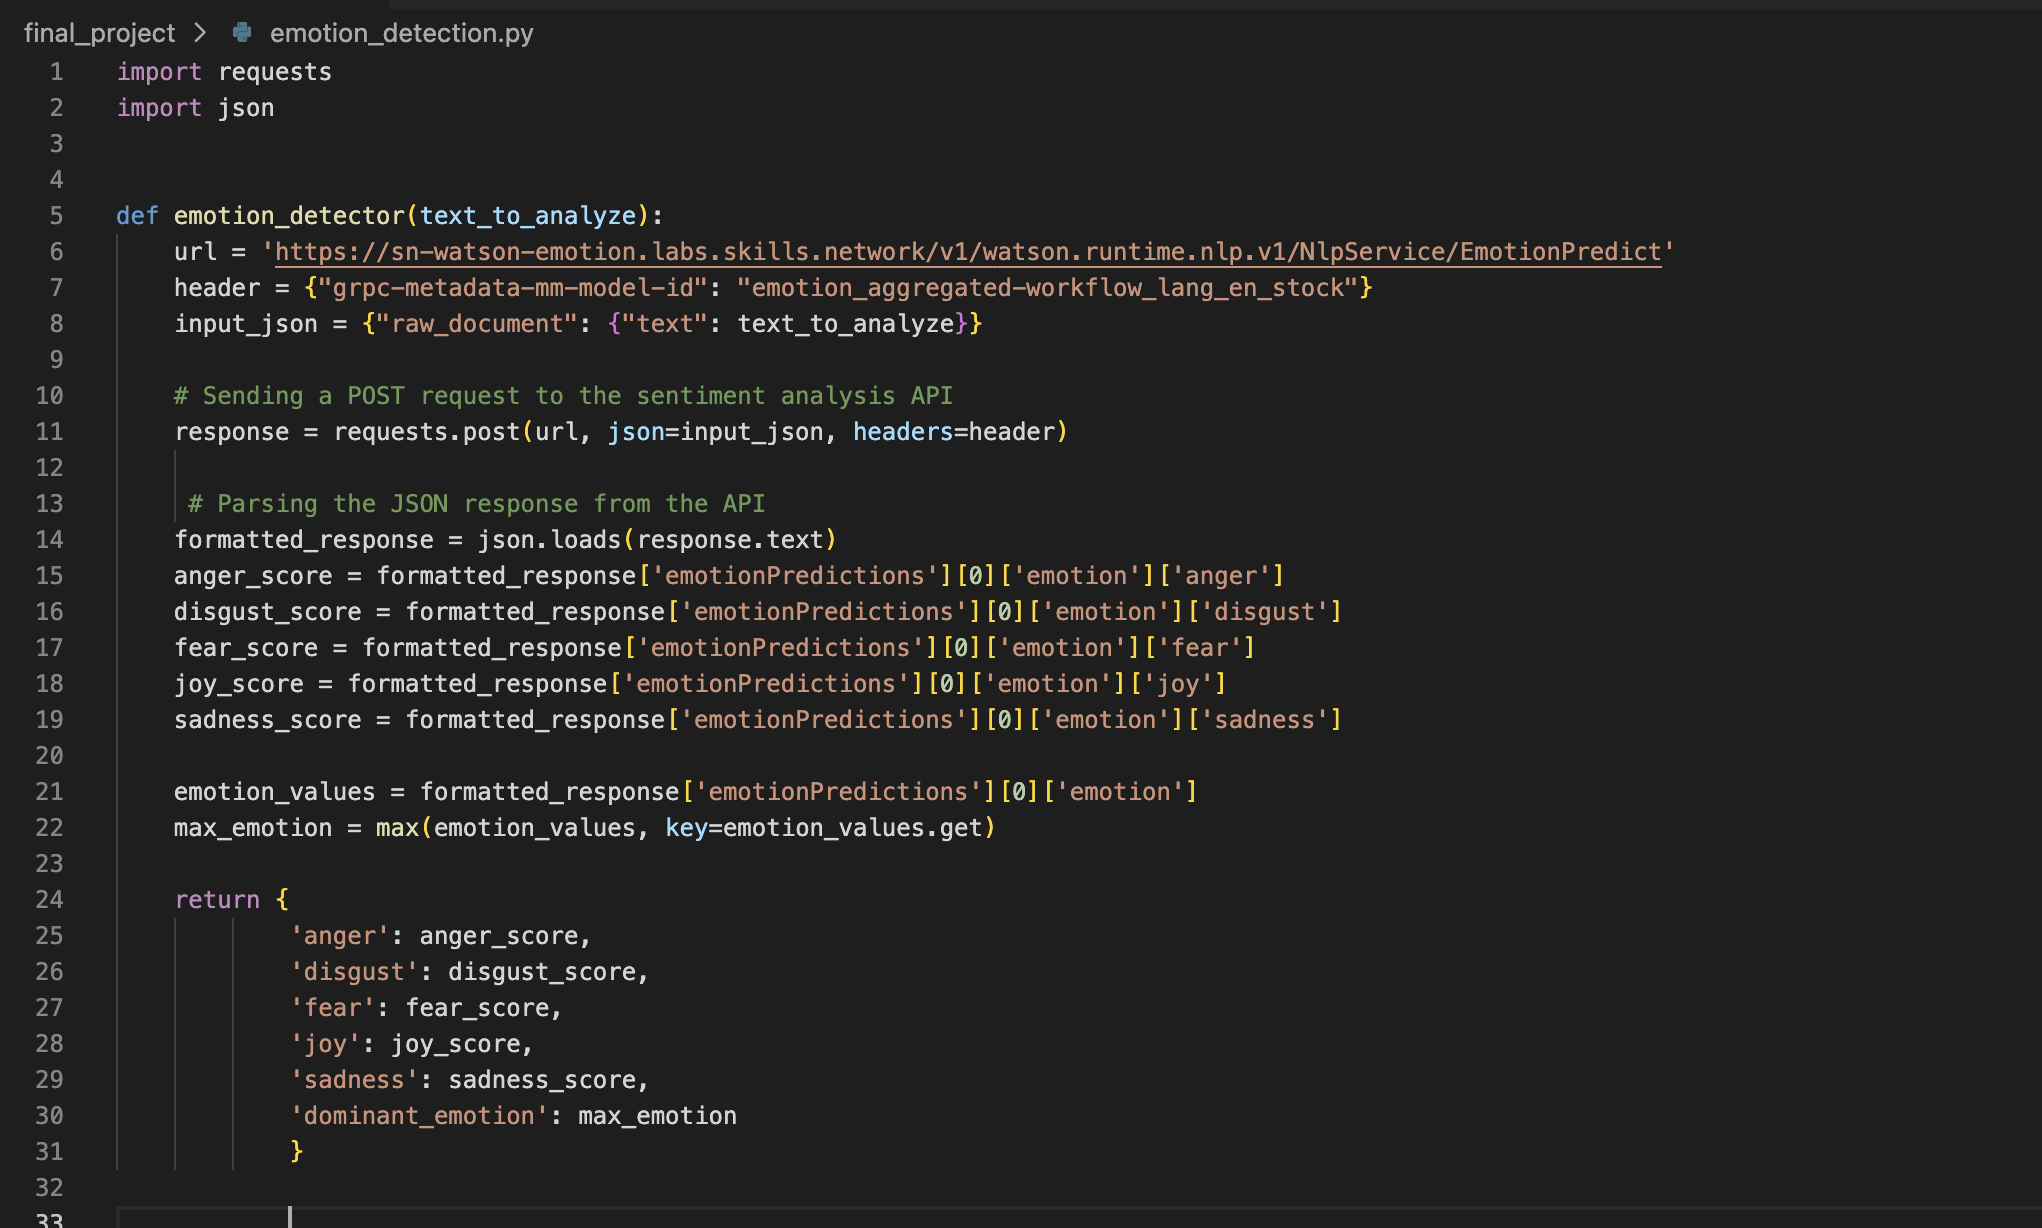 final_project > emotion_detection.py
1 import requests
2 import json
3
4
5 def emotion_detector(text_to_analyze):
6     url = 'https://sn-watson-emotion.labs.skills.network/v1/watson.runtime.nlp.v1/NlpService/EmotionPredict'
7     header = {"grpc-metadata-mm-model-id": "emotion_aggregated-workflow_lang_en_stock"}
8     input_json = {"raw_document": {"text": text_to_analyze}}
9
10     # Sending a POST request to the sentiment analysis API
11     response = requests.post(url, json=input_json, headers=header)
12
13      # Parsing the JSON response from the API
14     formatted_response = json.loads(response.text)
15     anger_score = formatted_response['emotionPredictions'][0]['emotion']['anger']
16     disgust_score = formatted_response['emotionPredictions'][0]['emotion']['disgust']
17     fear_score = formatted_response['emotionPredictions'][0]['emotion']['fear']
18     joy_score = formatted_response['emotionPredictions'][0]['emotion']['joy']
19     sadness_score = formatted_response['emotionPredictions'][0]['emotion']['sadness']
20
21     emotion_values = formatted_response['emotionPredictions'][0]['emotion']
22     max_emotion = max(emotion_values, key=emotion_values.get)
23
24     return {
25             'anger': anger_score,
26             'disgust': disgust_score,
27             'fear': fear_score,
28             'joy': joy_score,
29             'sadness': sadness_score,
30             'dominant_emotion': max_emotion
31             }
32
33